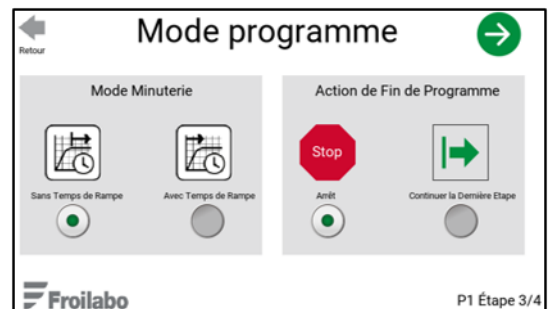 Mode programme
Retour
Mode Minuterie
Sans Temps de Rampe
Avec Temps de Rampe
Action de Fin de Programme
Stop
Arrêt
Continuer la Dernière Etape
Froilabo
P1 Étape 3/4